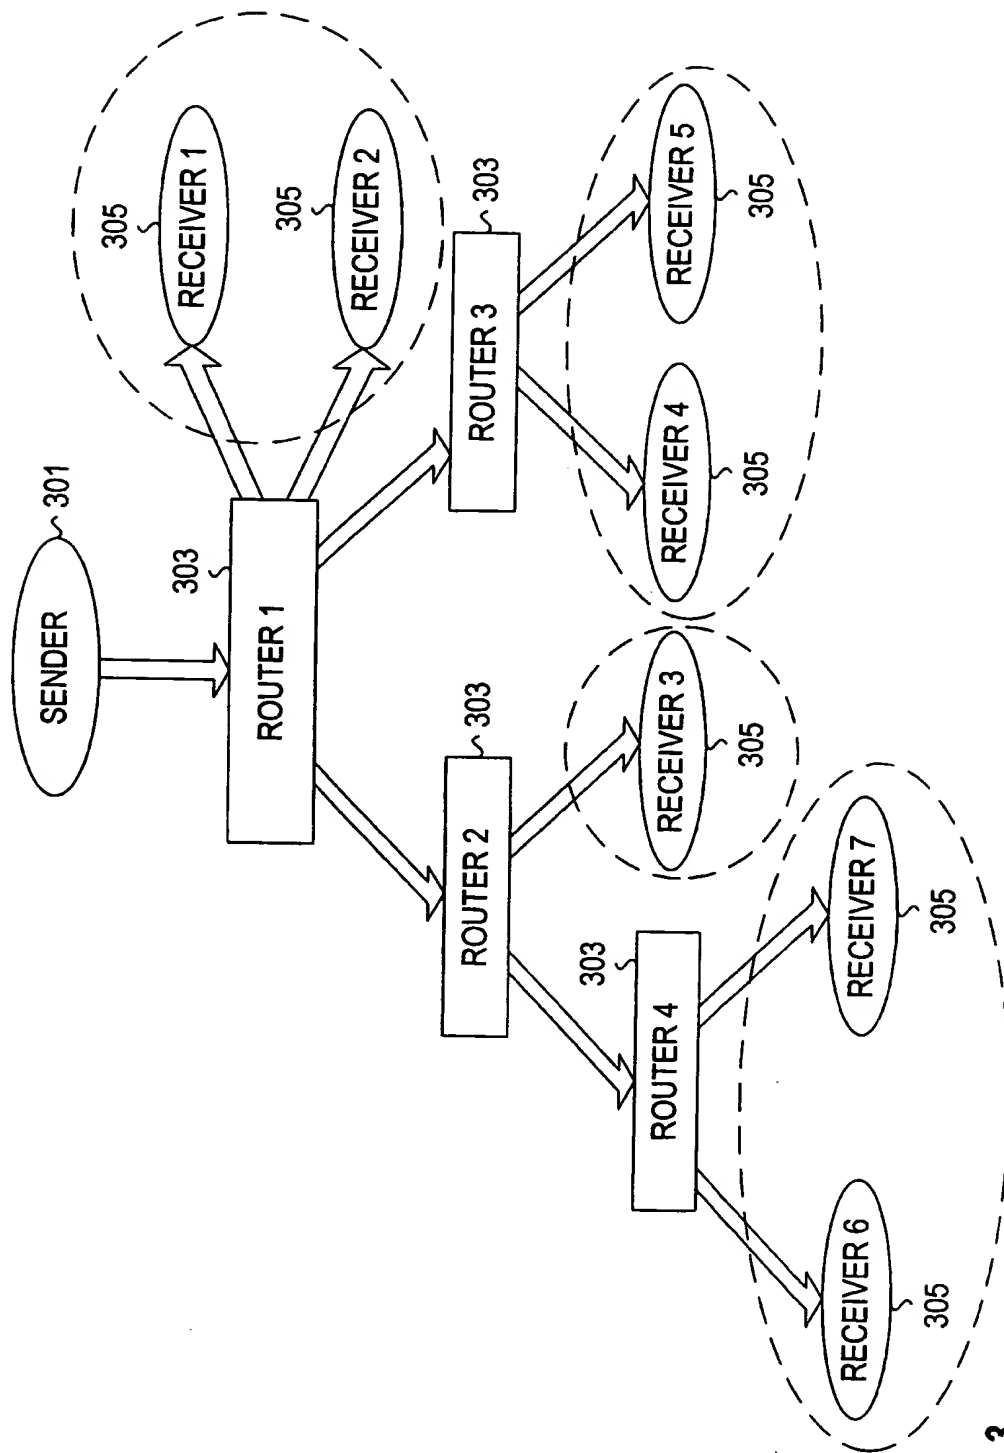 SENDER
301
305
303
RECEIVER 1
ROUTER 1
305
RECEIVER 2
303
303
ROUTER 2
ROUTER 3
303
ROUTER 4
RECEIVER 3
RECEIVER 4
RECEIVER 5
305
305
305
RECEIVER 6
RECEIVER 7
305
305
3